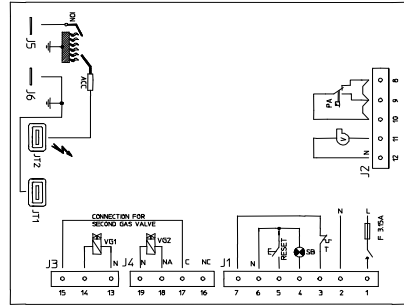 J5
ION
J6
ACC
JT2
JT1
PA
8
9
10
V
11
N
12
J2
CONNECTION FOR
SECOND GAS VALVE
VG1
VG2
J3
N
J4
N
NA
C
NC
15
14
13
19
18
17
16
J1
N
RESET
SB
T
N
L
F 3.15A
7
6
5
4
3
2
1